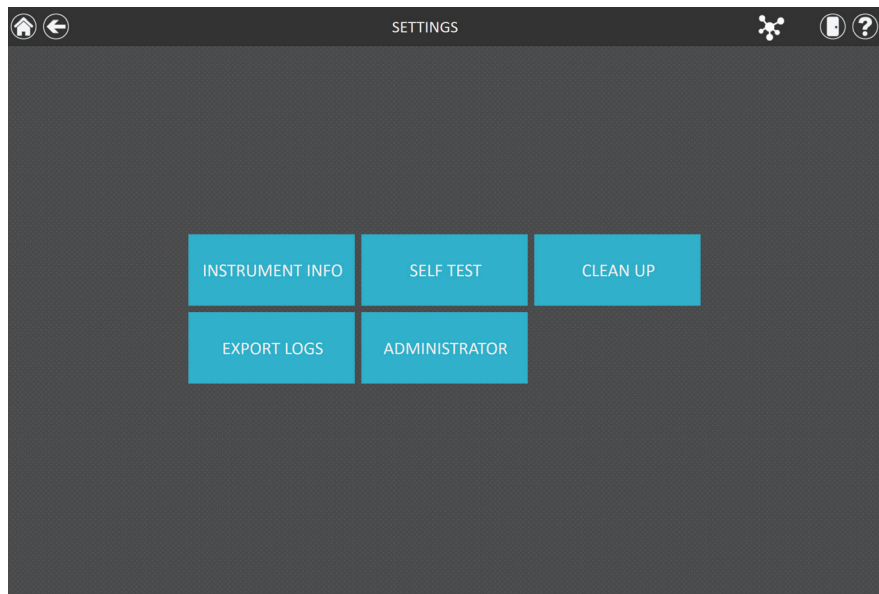 SETTINGS
INSTRUMENT INFO
SELF TEST
CLEAN UP
EXPORT LOGS
ADMINISTRATOR
?